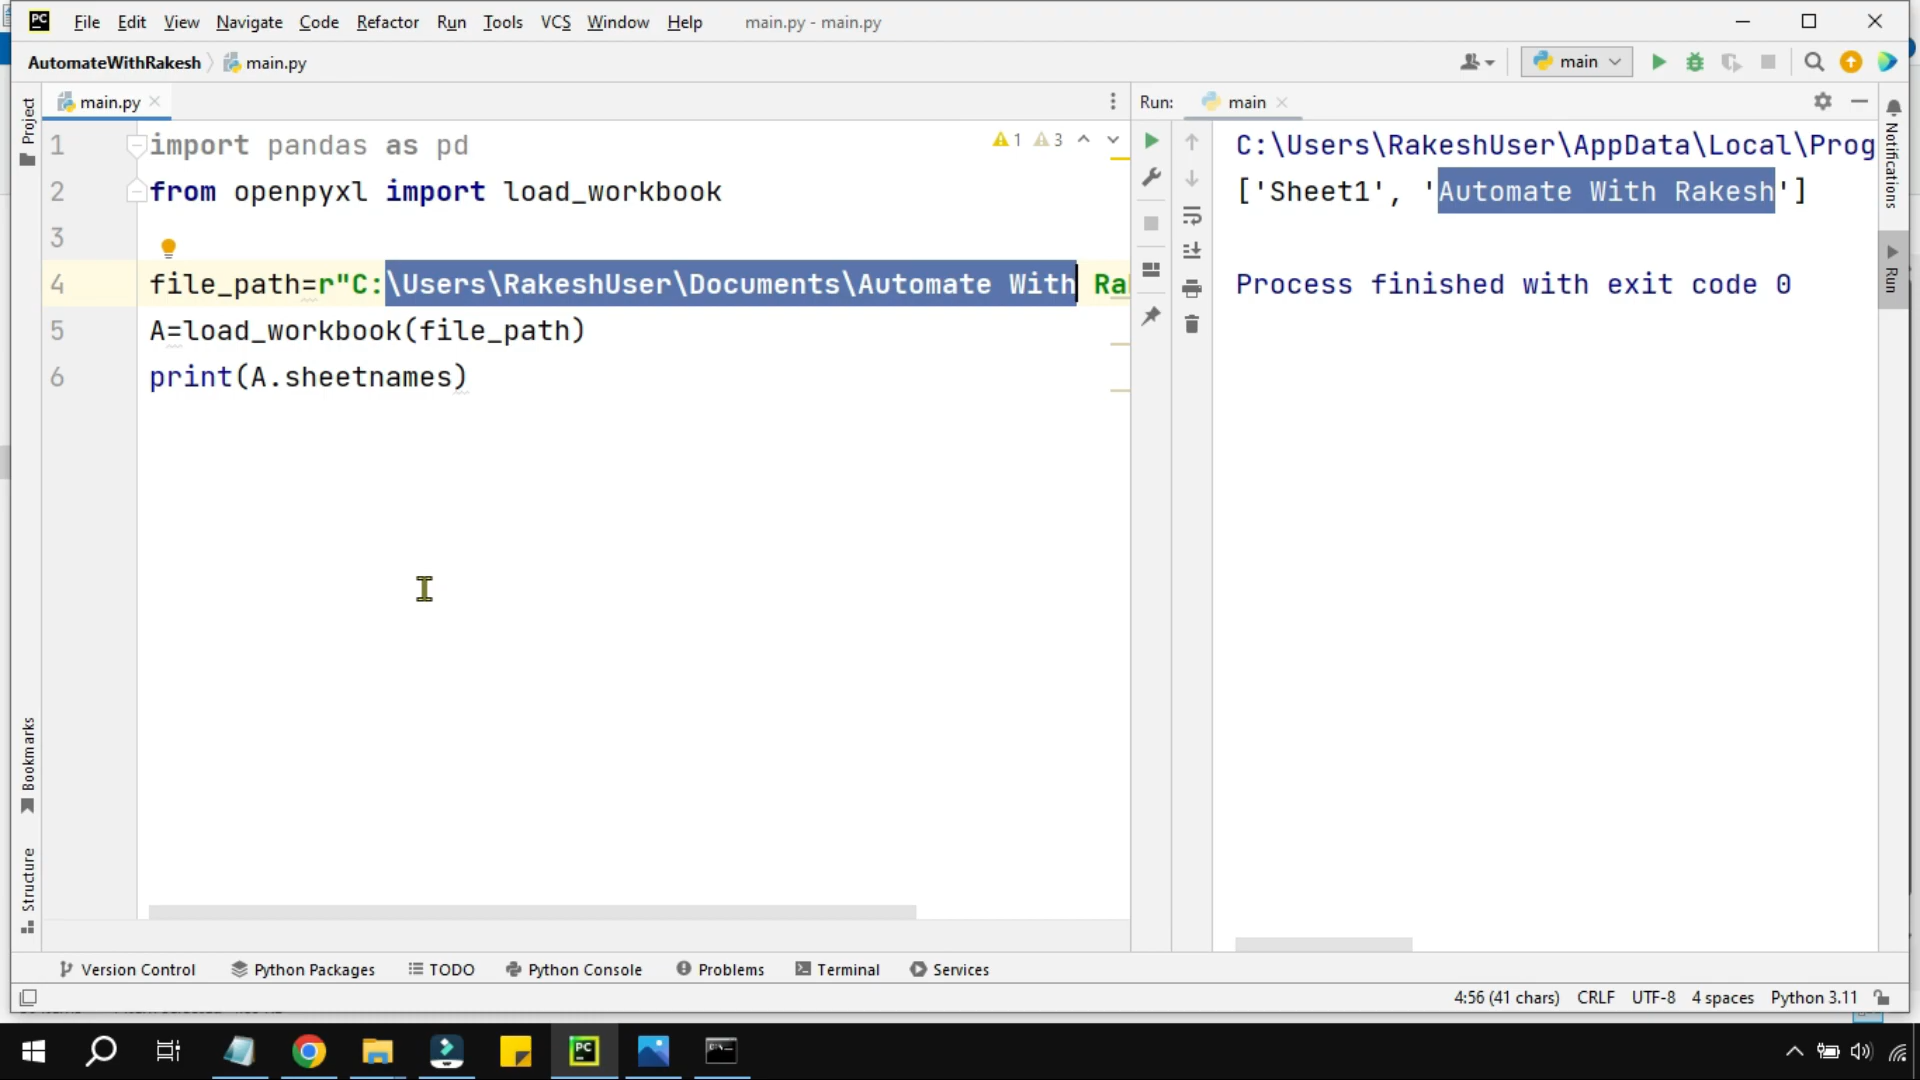 File Edit View Navigate Code Refactor Run Tools VCS Window Help main.py - main.py
AutomateWithRakesh main.py
main
Project
main.py
Run: main
Notifications
Run
1 import pandas as pd
1 3
2 from openpyxl import load_workbook
3
4 file_path=r"C:\Users\RakeshUser\Documents\Automate With Ra
5 A=load_workbook(file_path)
6 print(A.sheetnames)
C:\Users\RakeshUser\AppData\Local\Prog
['Sheet1', 'Automate With Rakesh']
Process finished with exit code 0
Bookmarks
Structure
Version Control Python Packages TODO Python Console Problems Terminal Services
4:56 (41 chars) CRLF UTF-8 4 spaces Python 3.11